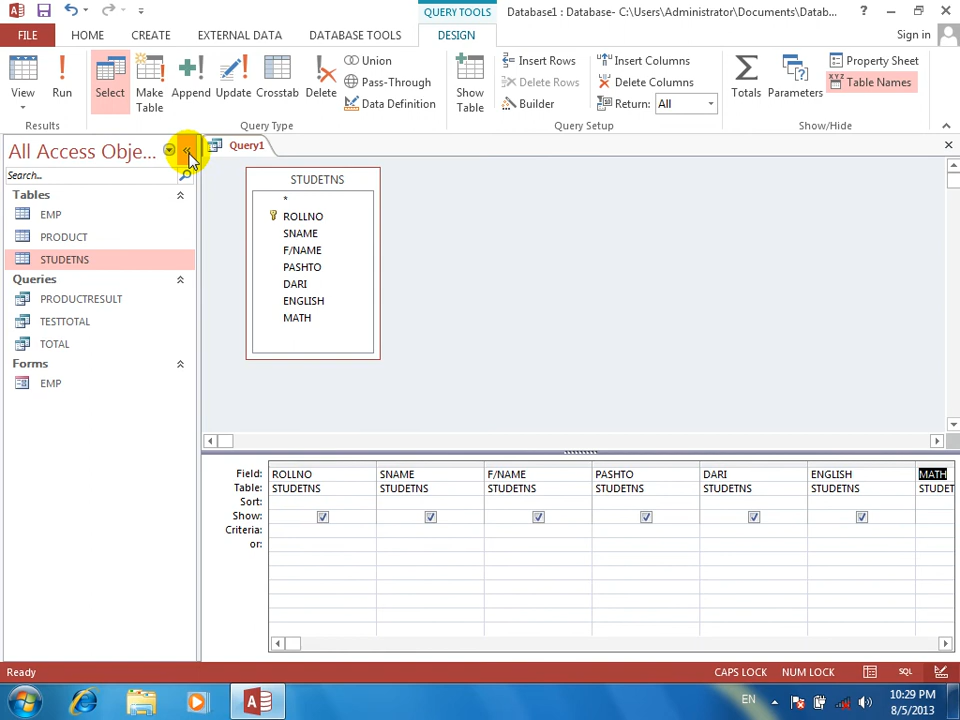 QUERY TOOLS
Database1 : Database- C:\Users\Administrator\Documents\Datab...
?
FILE HOME CREATE EXTERNAL DATA DATABASE TOOLS DESIGN Sign in
View Run Select Make Table Append Update Crosstab Delete
Union
Pass-Through
Data Definition
Show Table
Insert Rows
Delete Rows
Builder
Insert Columns
Delete Columns
Return: All
Totals Parameters
Property Sheet
XYZ Table Names
Results Query Type Query Setup Show/Hide
All Access Obje... «
Search...
Tables
EMP
PRODUCT
STUDETNS
Queries
PRODUCTRESULT
TESTTOTAL
TOTAL
Forms
EMP
Query1
STUDETNS
*
ROLLNO
SNAME
F/NAME
PASHTO
DARI
ENGLISH
MATH
Field: ROLLNO SNAME F/NAME PASHTO DARI ENGLISH MATH
Table: STUDETNS STUDETNS STUDETNS STUDETNS STUDETNS STUDETNS STUDET
Sort:
Show:
Criteria:
or:
Ready CAPS LOCK NUM LOCK SQL
EN 10:29 PM
8/5/2013